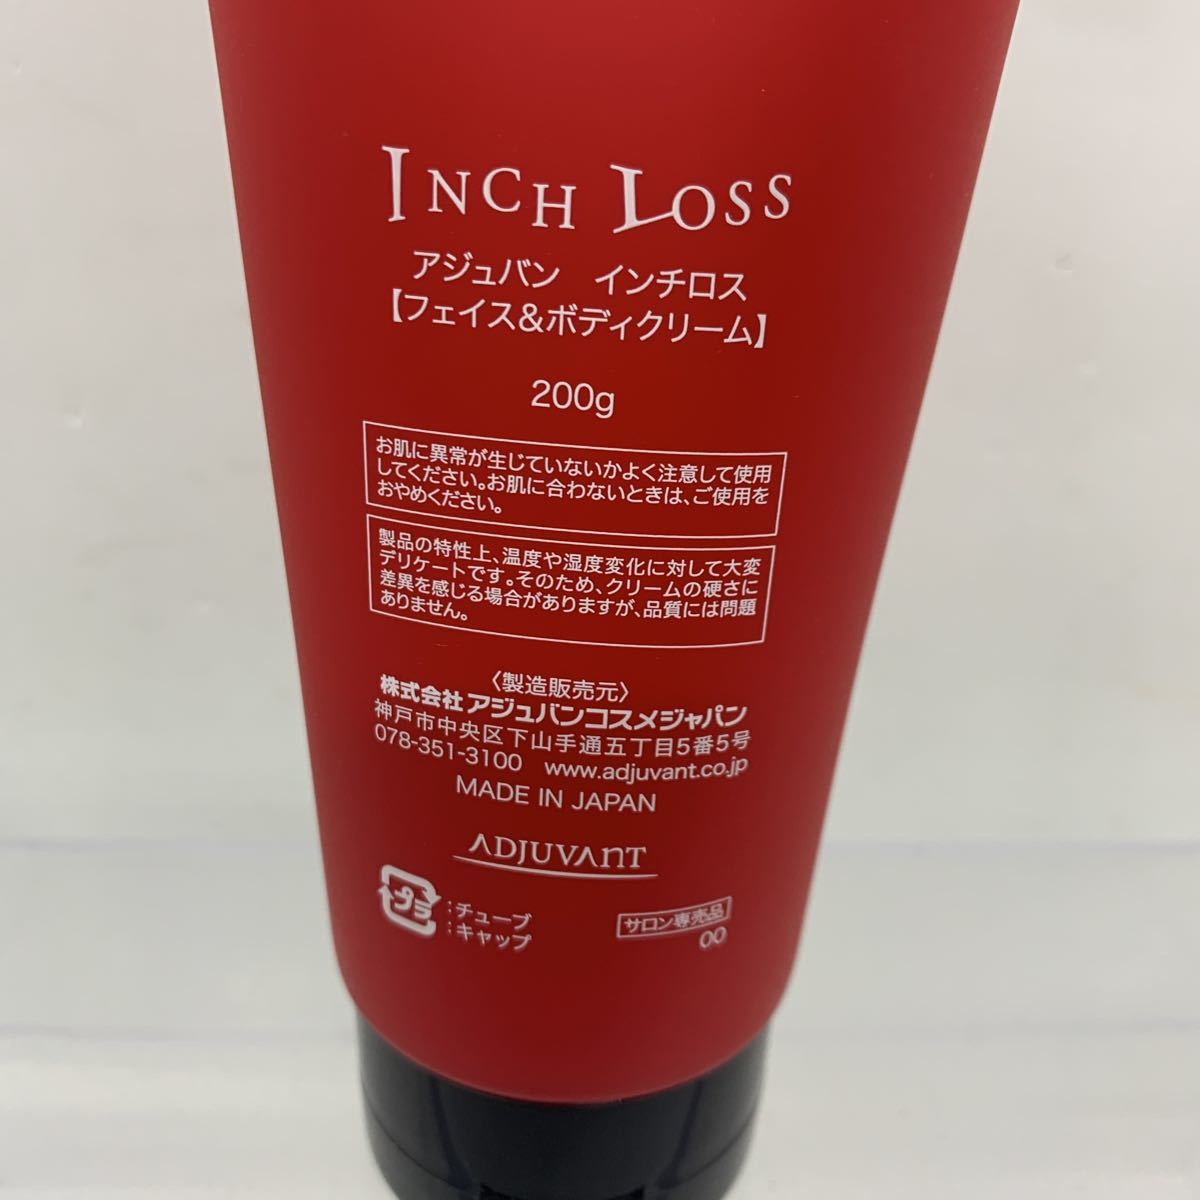 INCH LOSS
アジュバン　インチロス
【フェイス&ボディクリーム】
200g
お肌に異常が生じていないかよく注意して使用
してください。お肌に合わないときは、ご使用を
おやめください。
製品の特性上、温度や湿度変化に対して大変
デリケートです。そのため、クリームの硬さに
差異を感じる場合がありますが、品質には問題
ありません。
〈製造販売元〉
株式会社アジュバンコスメジャパン
神戸市中央区下山手通五丁目5番5号
078-351-3100　www.adjuvant.co.jp
MADE IN JAPAN
ADJUVANT
プラ
:チューブ
:キャップ
サロン専売品
00